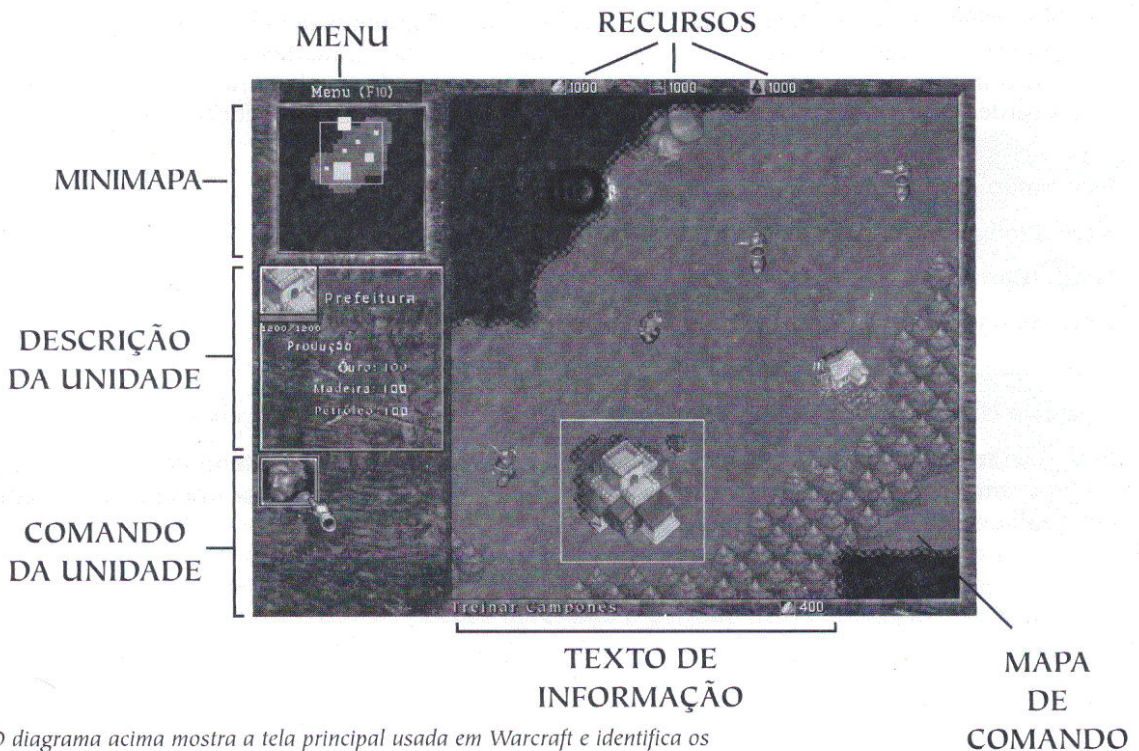 MENU
RECURSOS
Menu (F10)
1000
1000
1000
MINIMAPA
DESCRIÇÃO
DA UNIDADE
Prefeitura
1200/1200
Produção
Ouro: 100
Madeira: 100
Petróleo: 100
COMANDO
DA UNIDADE
Treinar Campones
400
TEXTO DE
INFORMAÇÃO
MAPA
DE
COMANDO
O diagrama acima mostra a tela principal usada em Warcraft e identifica os